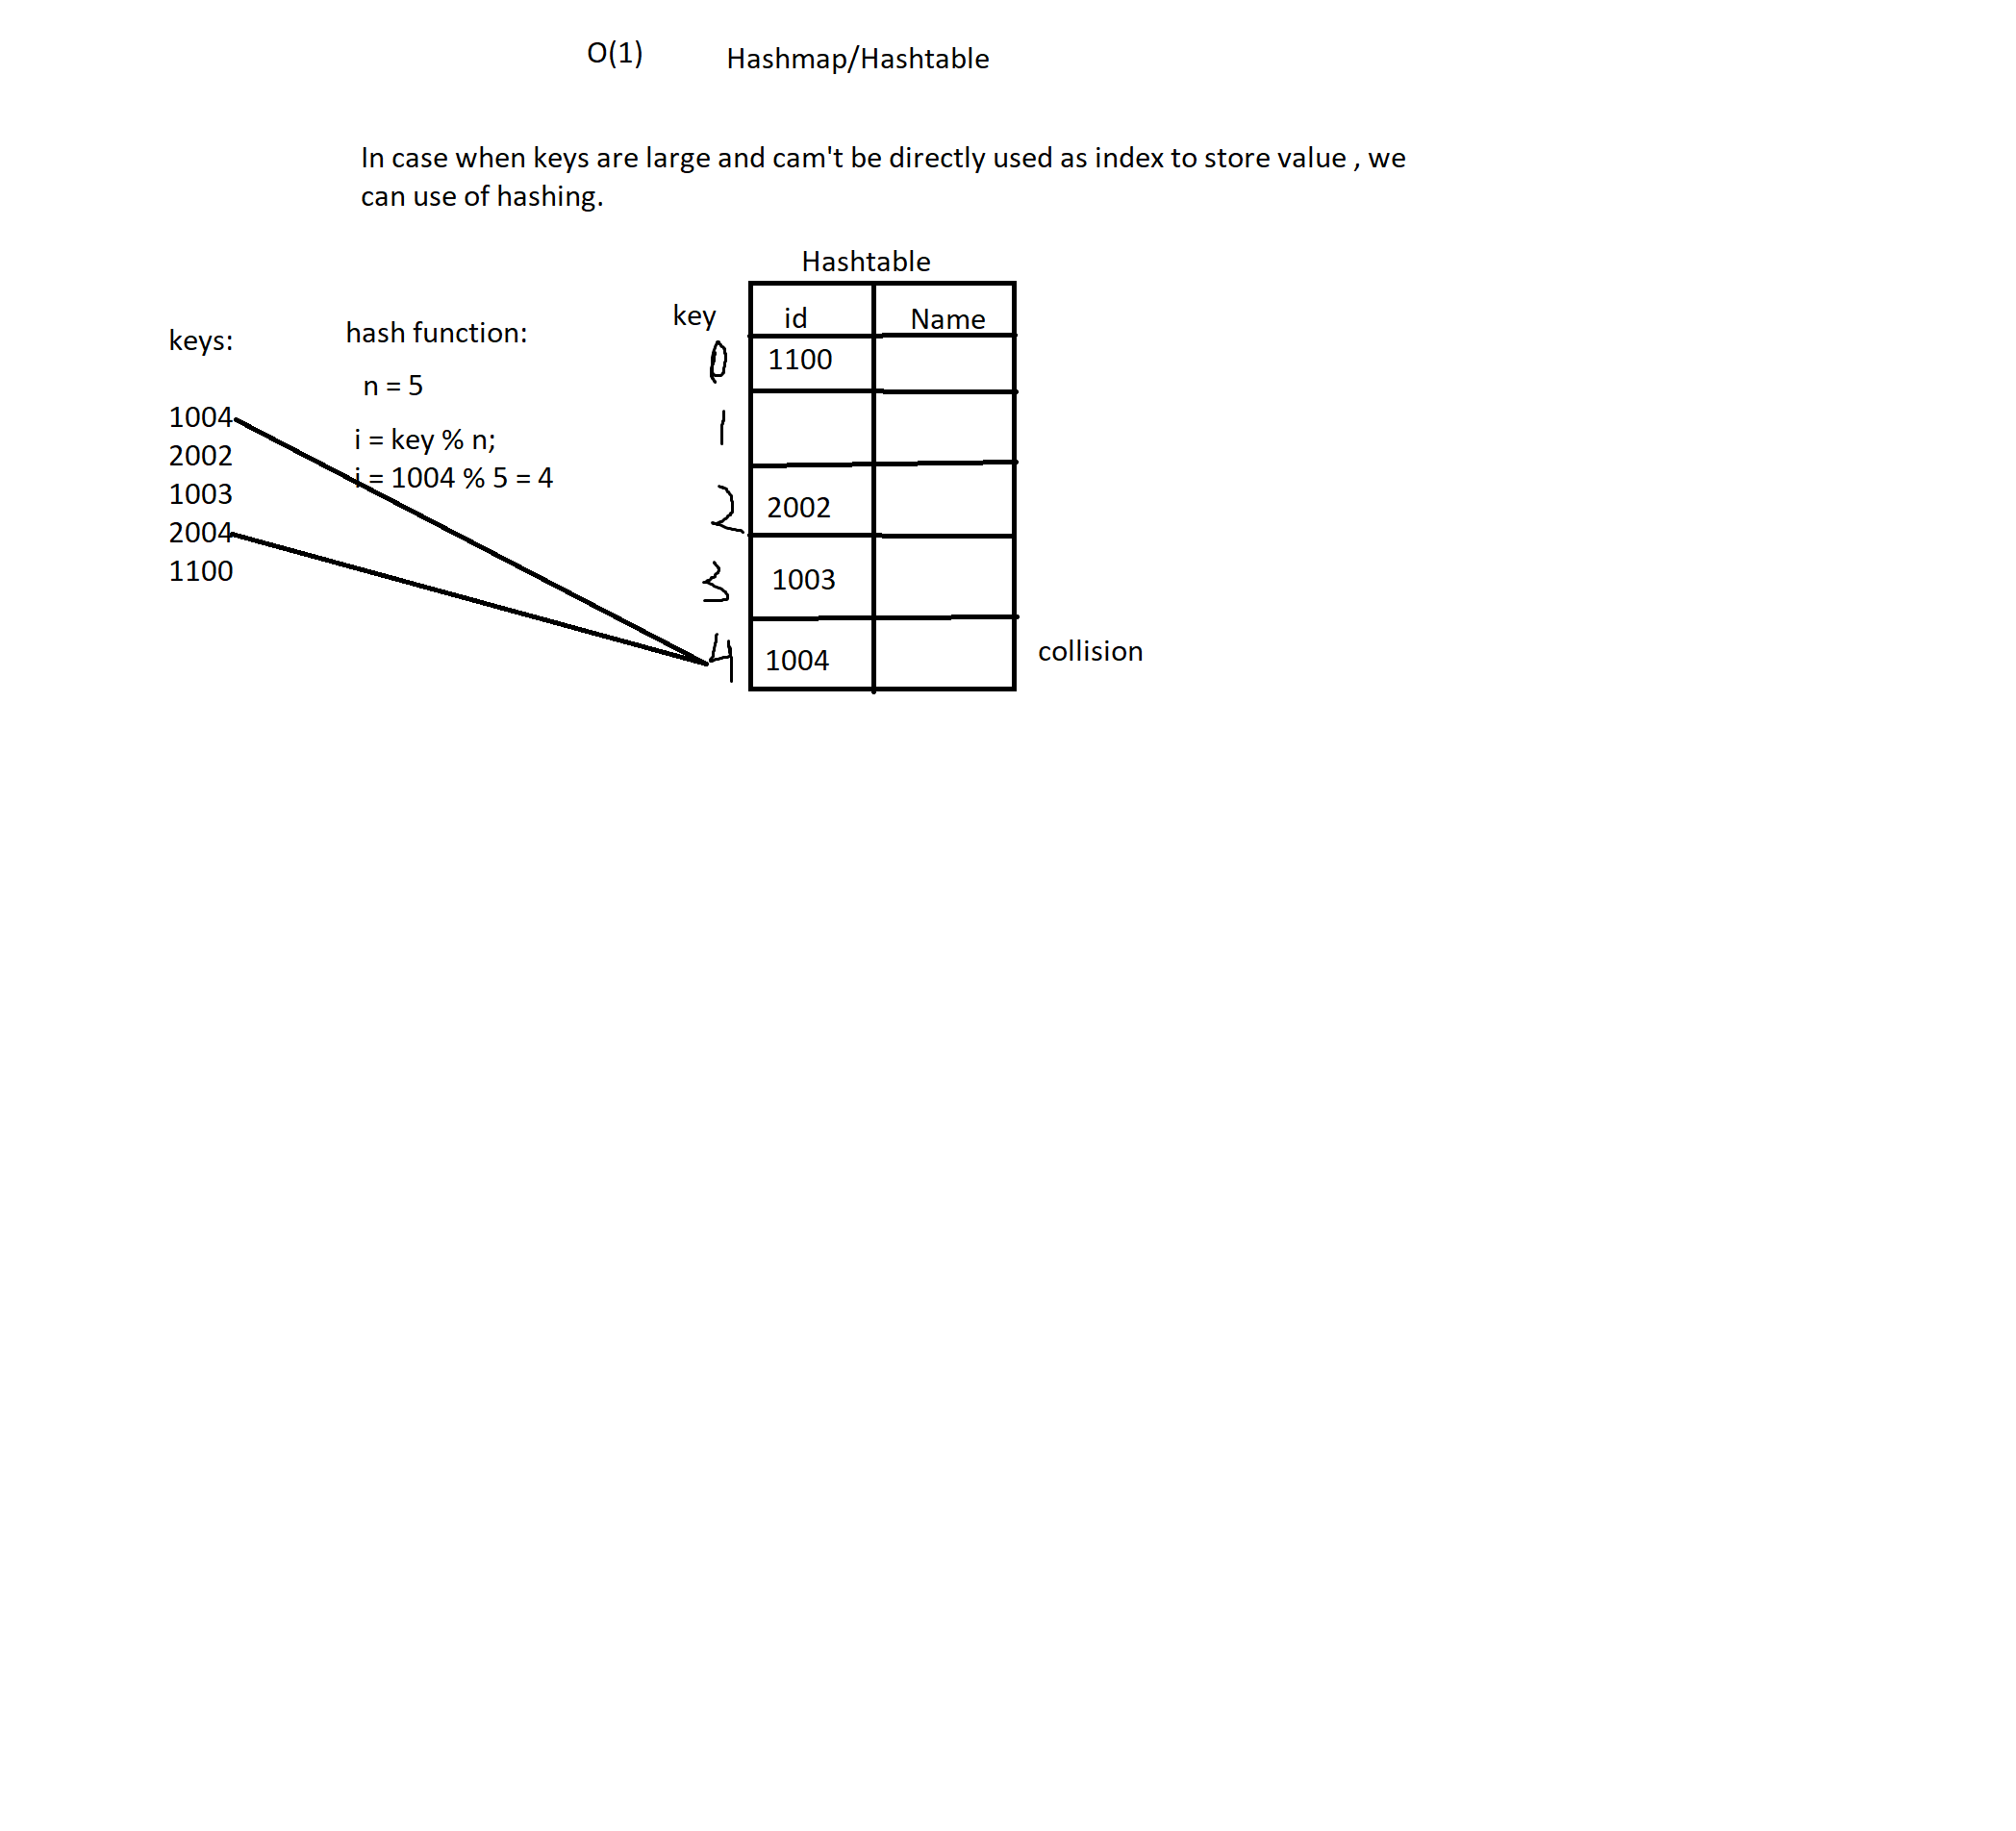 O(1) Hashmap/Hashtable
In case when keys are large and cam't be directly used as index to store value , we
can use of hashing.
Hashtable
keys:
1004
2002
1003
2004
1100
hash function:
n = 5
i = key % n;
i = 1004 % 5 = 4
key id Name
0 1100
1
2 2002
3 1003
4 1004 collision